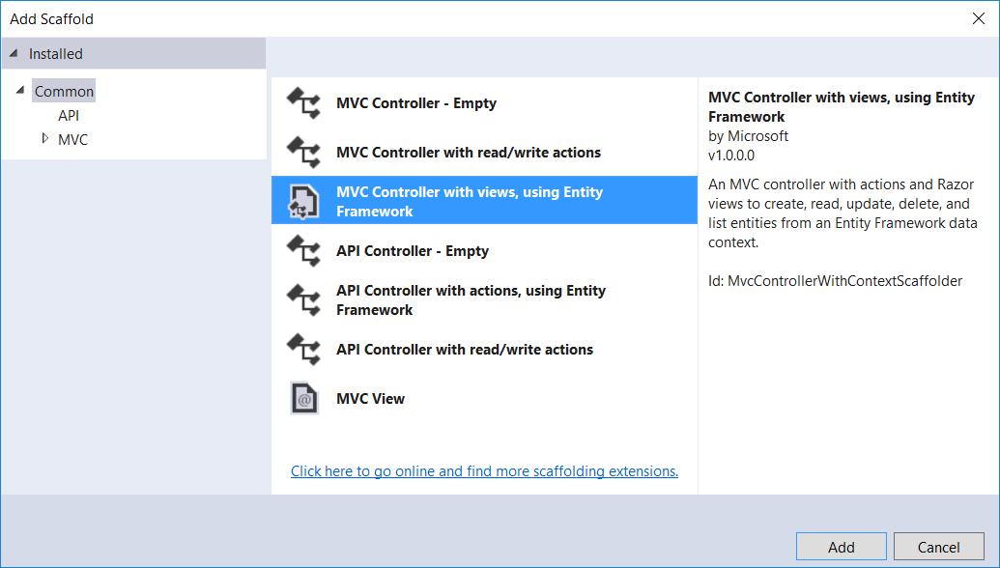 Add Scaffold
Installed
Common
API
MVC
MVC Controller - Empty
MVC Controller with read/write actions
MVC Controller with views, using Entity
Framework
API Controller - Empty
API Controller with actions, using Entity
Framework
API Controller with read/write actions
MVC View
Click here to go online and find more scaffolding extensions.
MVC Controller with views, using Entity
Framework
by Microsoft
v1.0.0.0
An MVC controller with actions and Razor
views to create, read, update, delete, and
list entities from an Entity Framework data
context.
Id: MvcControllerWithContextScaffolder
Add
Cancel